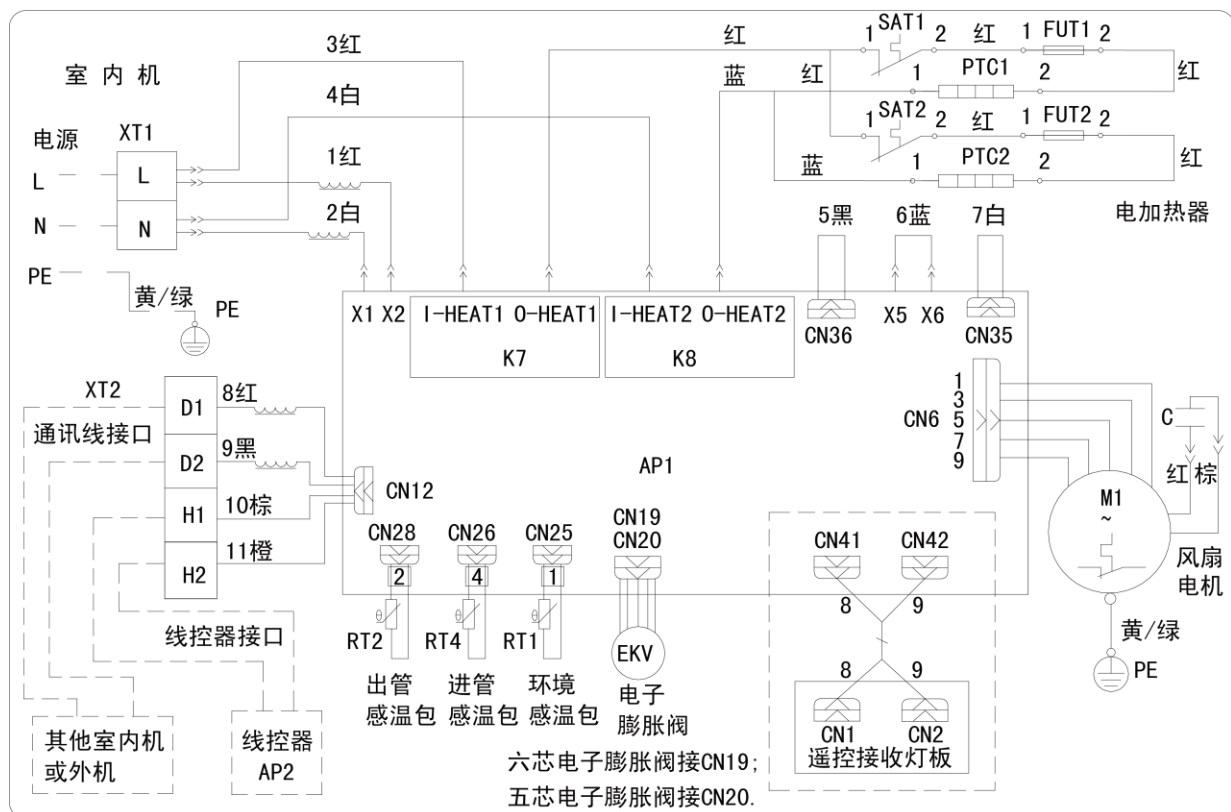 室内机
3红
4白
1红
2白
电源
XT1
L
L
N
N
PE
黄/绿
PE
红
蓝
红
蓝
1
SAT1
2
红
1
FUT1
2
1
PTC1
2
红
1
SAT2
2
红
1
FUT2
2
1
PTC2
2
红
电加热器
5黑
6蓝
7白
X1
X2
I-HEAT1
O-HEAT1
K7
I-HEAT2
O-HEAT2
K8
CN36
X5
X6
CN35
XT2
D1
8红
通讯线接口
D2
9黑
H1
10棕
H2
11橙
CN12
线控器接口
AP1
CN6
1
3
5
7
9
C
红
棕
M1
~
风扇
电机
黄/绿
PE
CN28
2
RT2
出管
感温包
CN26
4
RT4
进管
感温包
CN25
1
RT1
环境
感温包
CN19
CN20
EKV
电子
膨胀阀
CN41
CN42
8
9
8
9
CN1
CN2
遥控接收灯板
其他室内机
或外机
线控器
AP2
六芯电子膨胀阀接CN19;
五芯电子膨胀阀接CN20.